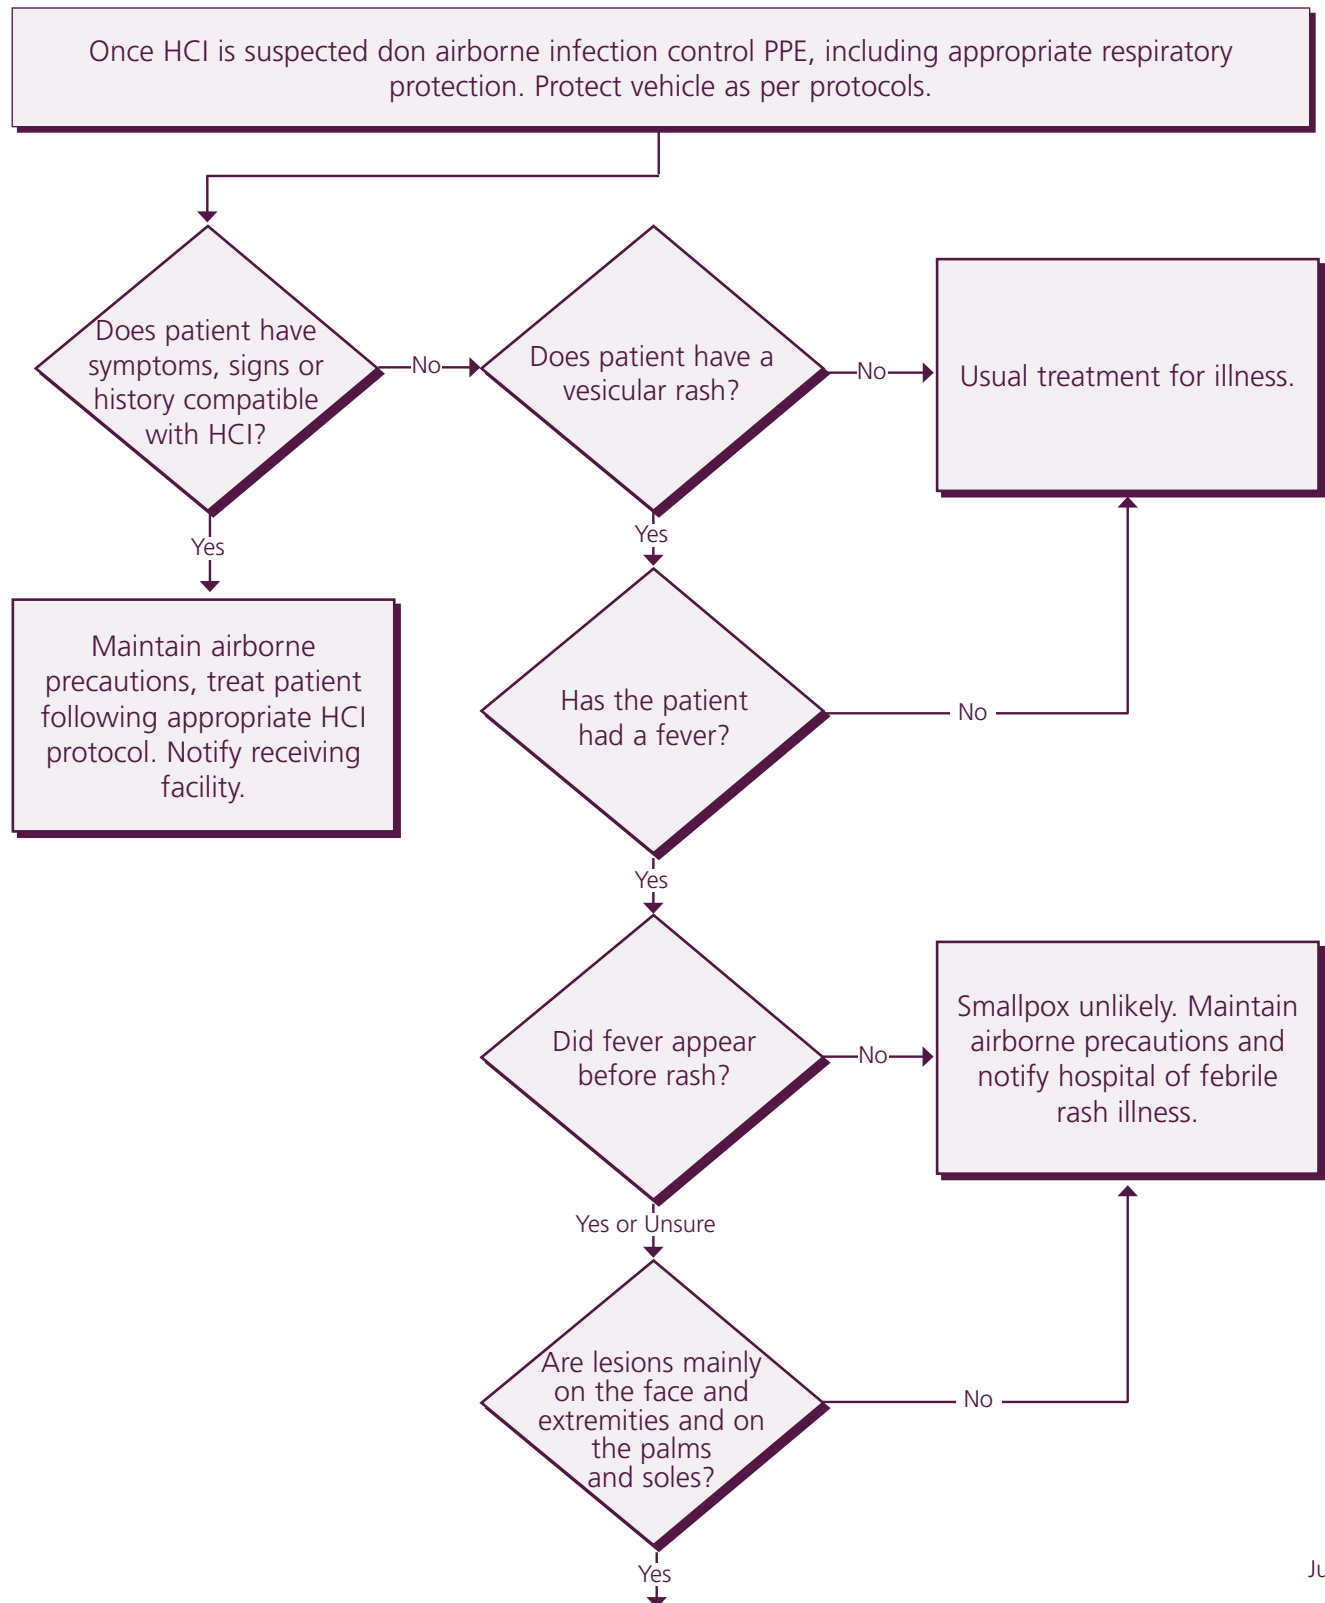 Once HCI is suspected don airborne infection control PPE, including appropriate respiratory
protection. Protect vehicle as per protocols.
Does patient have
symptoms, signs or
history compatible
with HCI?
No
Does patient have a
vesicular rash?
No
Usual treatment for illness.
Yes
Yes
Maintain airborne
precautions, treat patient
following appropriate HCI
protocol. Notify receiving
facility.
Has the patient
had a fever?
No
Yes
Did fever appear
before rash?
No
Smallpox unlikely. Maintain
airborne precautions and
notify hospital of febrile
rash illness.
Yes or Unsure
Are lesions mainly
on the face and
extremities and on
the palms
and soles?
No
Yes
Ju